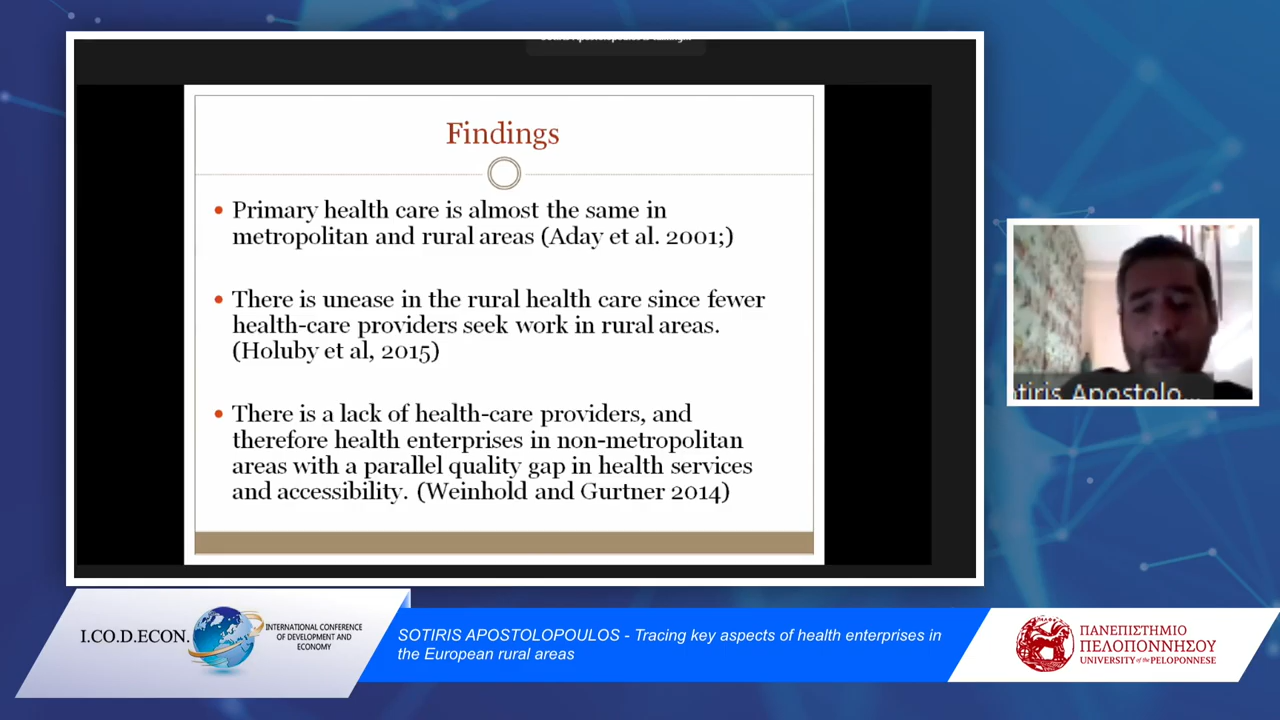 Findings
Primary health care is almost the same in
metropolitan and rural areas (Aday et al. 2001;)
There is unease in the rural health care since fewer
health-care providers seek work in rural areas.
(Holuby et al, 2015)
There is a lack of health-care providers, and
therefore health enterprises in non-metropolitan
areas with a parallel quality gap in health services
and accessibility. (Weinhold and Gurtner 2014)
tiris Apostolo...
I.CO.D.ECON.
INTERNATIONAL CONFERENCE
OF DEVELOPMENT AND
ECONOMY
SOTIRIS APOSTOLOPOULOS - Tracing key aspects of health enterprises in
the European rural areas
ΠΑΝΕΠΙΣΤΗΜΙΟ
ΠΕΛΟΠΟΝΝΗΣΟΥ
UNIVERSITY of the PELOPONNESE